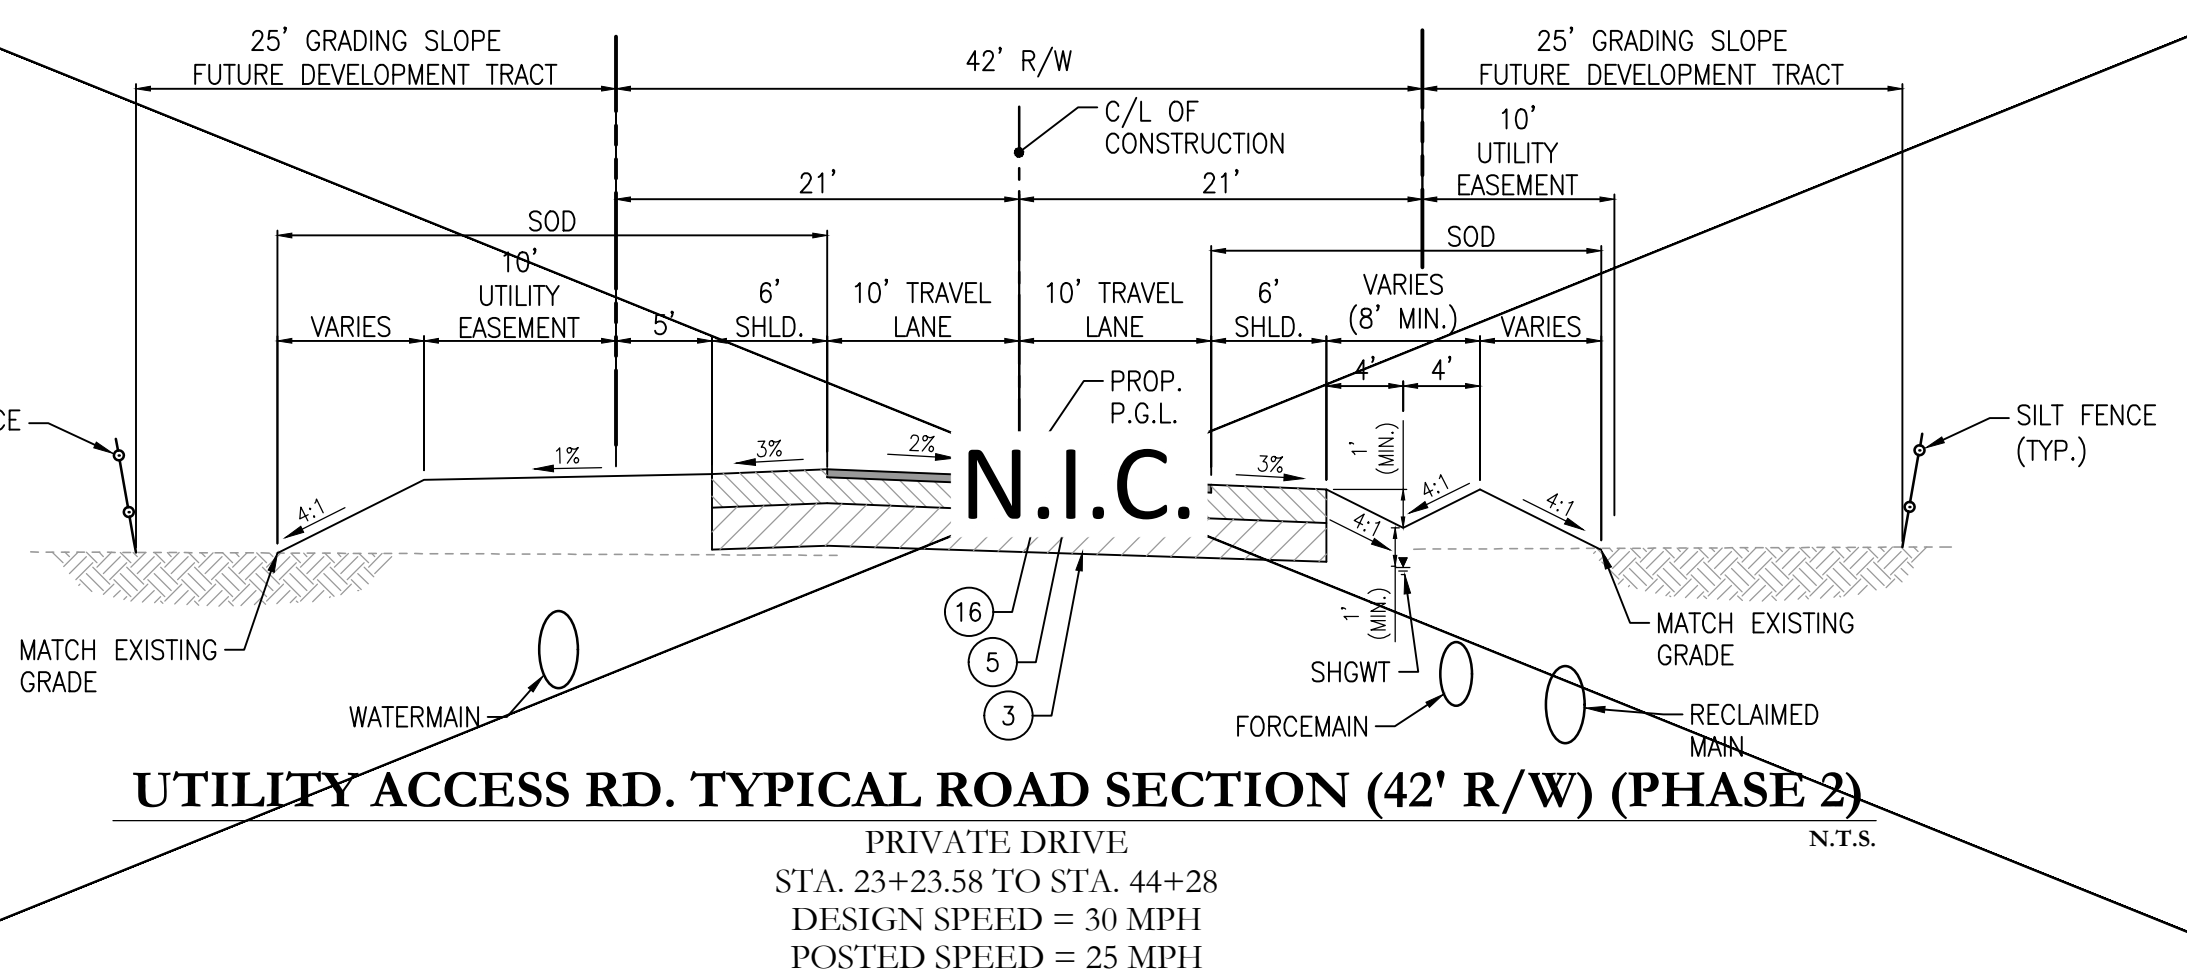 25' GRADING SLOPE
FUTURE DEVELOPMENT TRACT
42' R/W
25' GRADING SLOPE
FUTURE DEVELOPMENT TRACT
C/L OF
CONSTRUCTION
10'
UTILITY
EASEMENT
21'
21'
SOD
SOD
VARIES
10'
UTILITY
EASEMENT
5'
6'
SHLD.
10' TRAVEL
LANE
10' TRAVEL
LANE
6'
SHLD.
VARIES
(8' MIN.)
VARIES
4'
4'
PROP.
P.G.L.
CE
SILT FENCE
(TYP.)
1'
(MIN.)
4:1
1%
3%
2%
N.I.C.
3%
4:1
4:1
4:1
1'
(MIN.)
16
5
3
MATCH EXISTING
GRADE
WATERMAIN
SHGWT
FORCEMAIN
MATCH EXISTING
GRADE
RECLAIMED
MAIN
UTILITY ACCESS RD. TYPICAL ROAD SECTION (42' R/W) (PHASE 2)
N.T.S.
PRIVATE DRIVE
STA. 23+23.58 TO STA. 44+28
DESIGN SPEED = 30 MPH
POSTED SPEED = 25 MPH